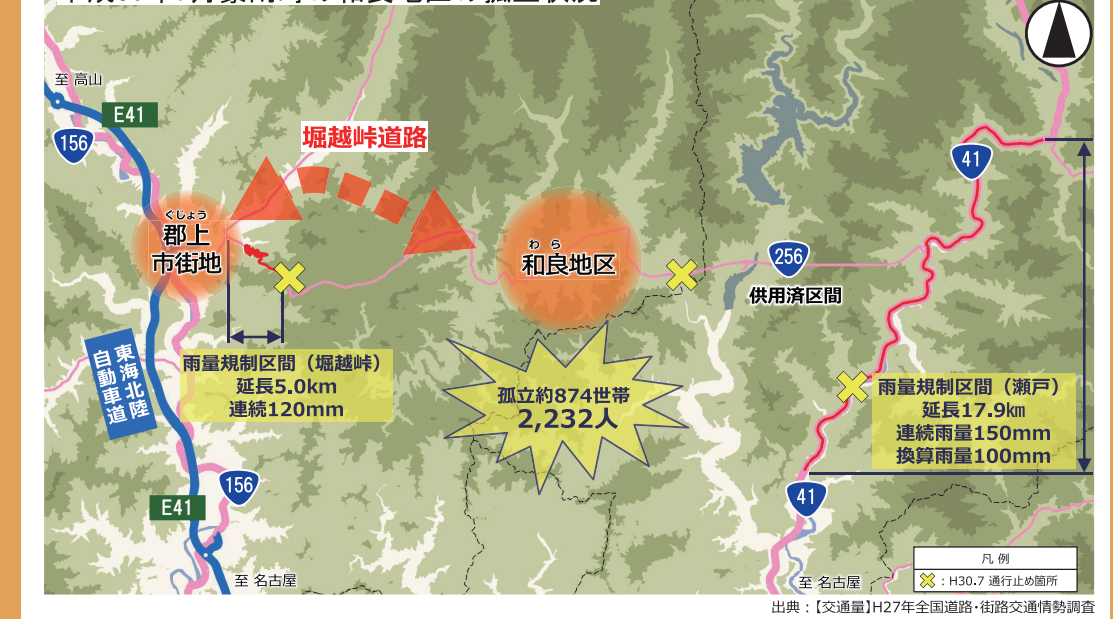 至 高山
E41
156
堀越峠道路
41
ぐじょう
郡上
市街地
わ ら
和良地区
256
供用済区間
東海北陸
自動車道
雨量規制区間（堀越峠）
延長5.0km
連続120mm
孤立約874世帯
2,232人
雨量規制区間（瀬戸）
延長17.9㎞
連続雨量150mm
換算雨量100mm
156
E41
41
至 名古屋
至 名古屋
凡 例
：H30.7 通行止め箇所
出典：【交通量】H27年全国道路･街路交通情勢調査